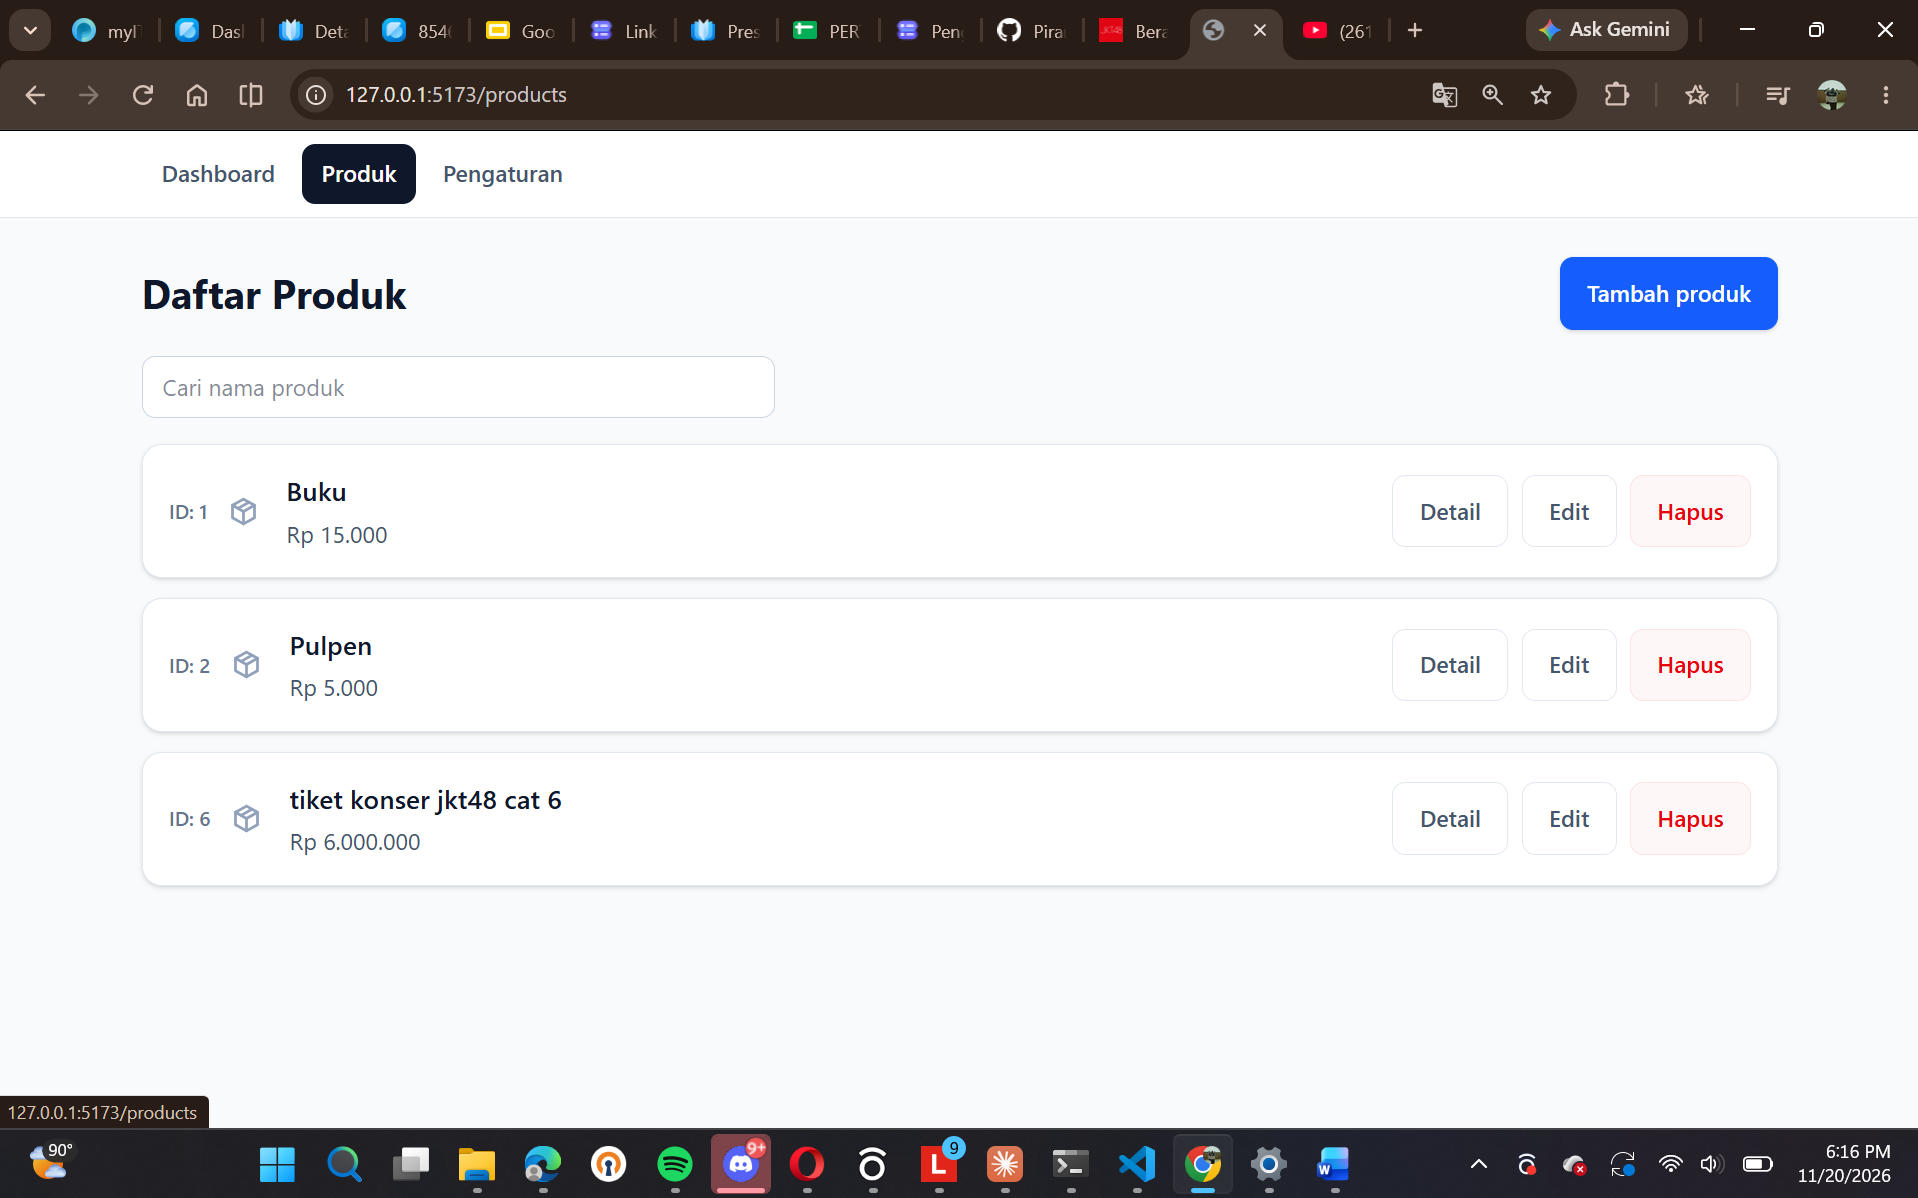 Das
Deta
854
Goo
Link
Pres
PER
Pen
Pira
JKT48
Bera
(261
Ask Gemini
127.0.0.1:5173/products
Dashboard
Produk
Pengaturan
Daftar Produk
Tambah produk
Cari nama produk
ID: 1
Buku
Rp 15.000
Detail
Edit
Hapus
ID: 2
Pulpen
Rp 5.000
Detail
Edit
Hapus
ID: 6
tiket konser jkt48 cat 6
Rp 6.000.000
Detail
Edit
Hapus
127.0.0.1:5173/products
90°
9+
L
9
W
6:16 PM
11/20/2026